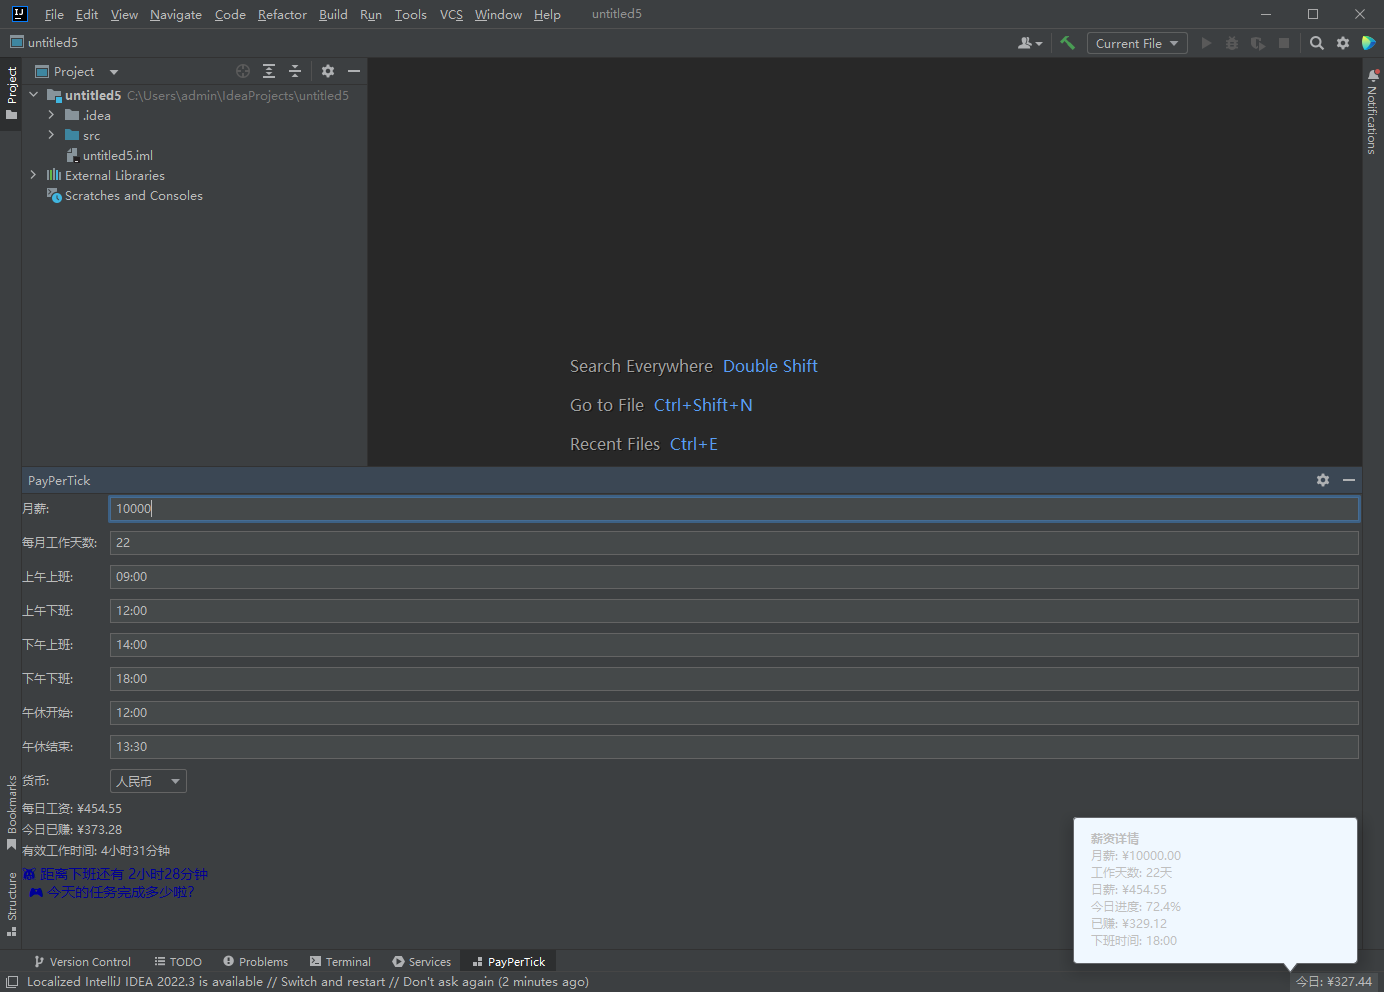 IJ File Edit View Navigate Code Refactor Build Run Tools VCS Window Help untitled5
untitled5 Current File
Project
Project
untitled5 C:\Users\admin\IdeaProjects\untitled5
.idea
src
untitled5.iml
External Libraries
Scratches and Consoles
Notifications
Search Everywhere Double Shift
Go to File Ctrl+Shift+N
Recent Files Ctrl+E
PayPerTick
月薪: 10000
每月工作天数: 22
上午上班: 09:00
上午下班: 12:00
下午上班: 14:00
下午下班: 18:00
午休开始: 12:00
午休结束: 13:30
货币: 人民币
每日工资: ¥454.55
今日已赚: ¥373.28
有效工作时间: 4小时31分钟
距离下班还有 2小时28分钟
今天的任务完成多少啦?
Bookmarks
Structure
薪资详情
月薪: ¥10000.00
工作天数: 22天
日薪: ¥454.55
今日进度: 72.4%
已赚: ¥329.12
下班时间: 18:00
Version Control TODO Problems Terminal Services PayPerTick
Localized IntelliJ IDEA 2022.3 is available // Switch and restart // Don't ask again (2 minutes ago) 今日: ¥327.44